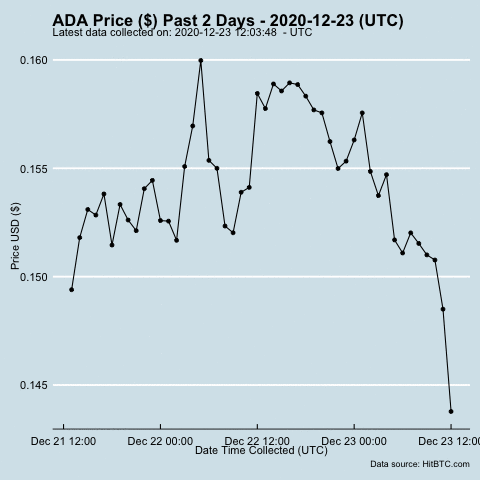 ADA Price ($) Past 2 Days - 2020-12-23 (UTC)
Latest data collected on: 2020-12-23 12:03:48 - UTC
0.160
0.155
0.150
0.145
Price USD ($)
Dec 21 12:00 Dec 22 00:00 Dec 22 12:00 Dec 23 00:00 Dec 23 12:00
Date Time Collected (UTC)
Data source: HitBTC.com